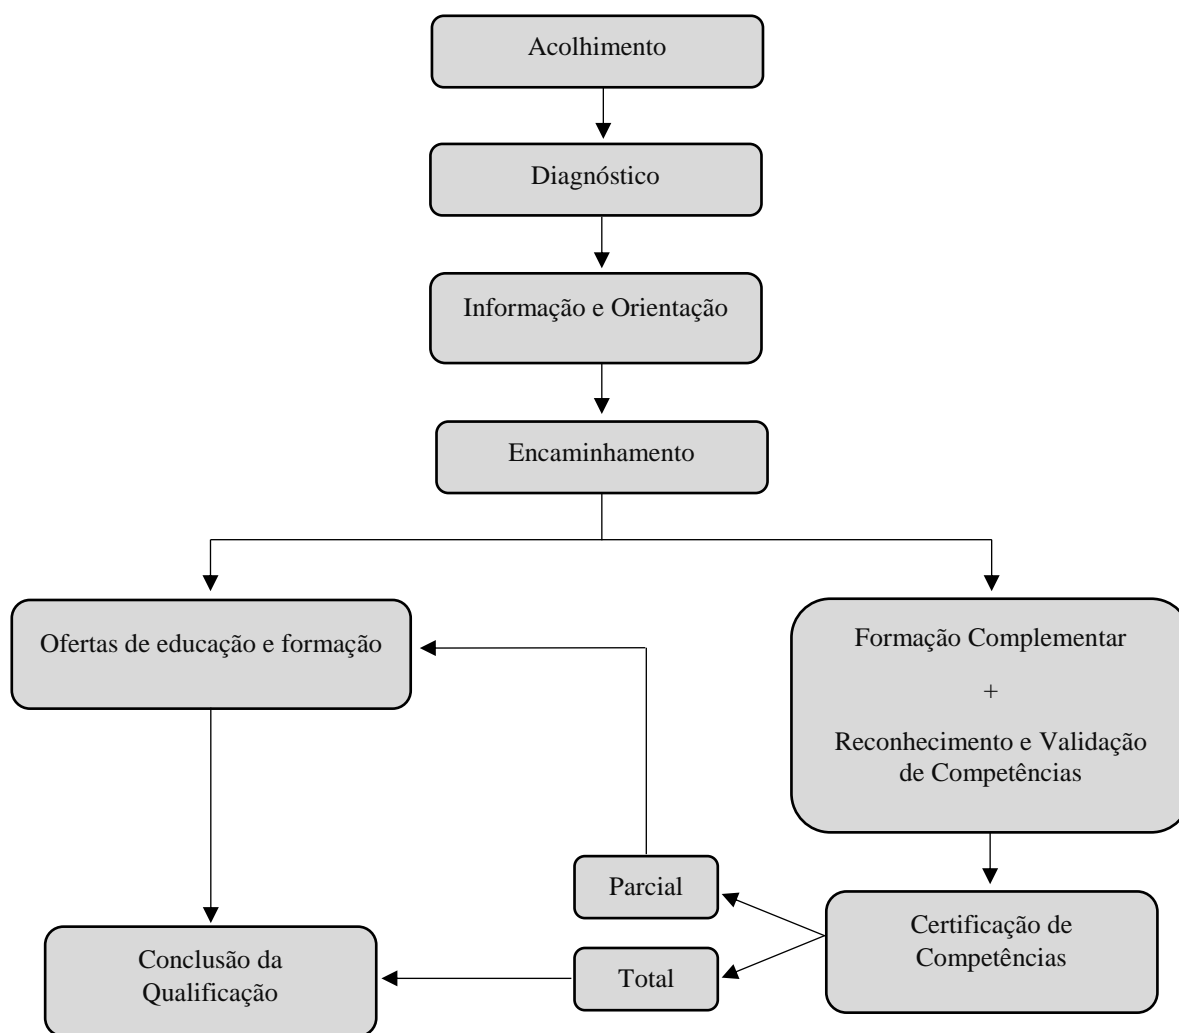 Acolhimento
Diagnóstico
Informação e Orientação
Encaminhamento
Ofertas de educação e formação
Formação Complementar
+
Reconhecimento e Validação
de Competências
Parcial
Total
Certificação de
Competências
Conclusão da
Qualificação